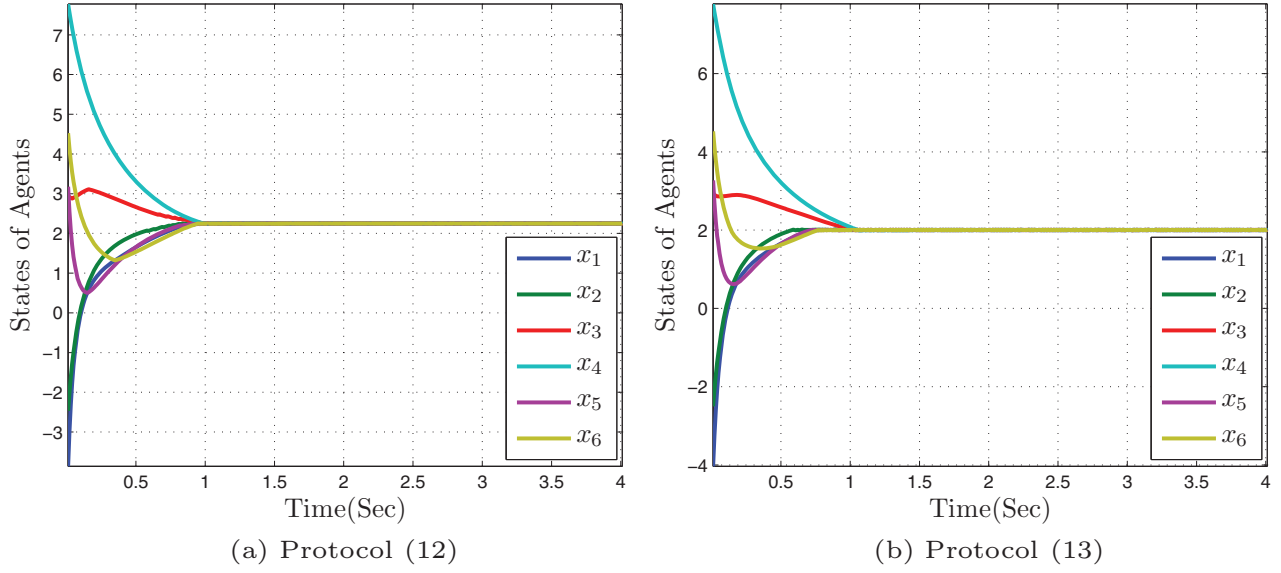 States of Agents
7
6
5
4
3
2
1
0
−1
−2
−3
0.5 1 1.5 2 2.5 3 3.5 4
Time(Sec)
x1
x2
x3
x4
x5
x6
(a) Protocol (12)
States of Agents
6
4
2
0
−2
−4
0.5 1 1.5 2 2.5 3 3.5 4
Time(Sec)
x1
x2
x3
x4
x5
x6
(b) Protocol (13)